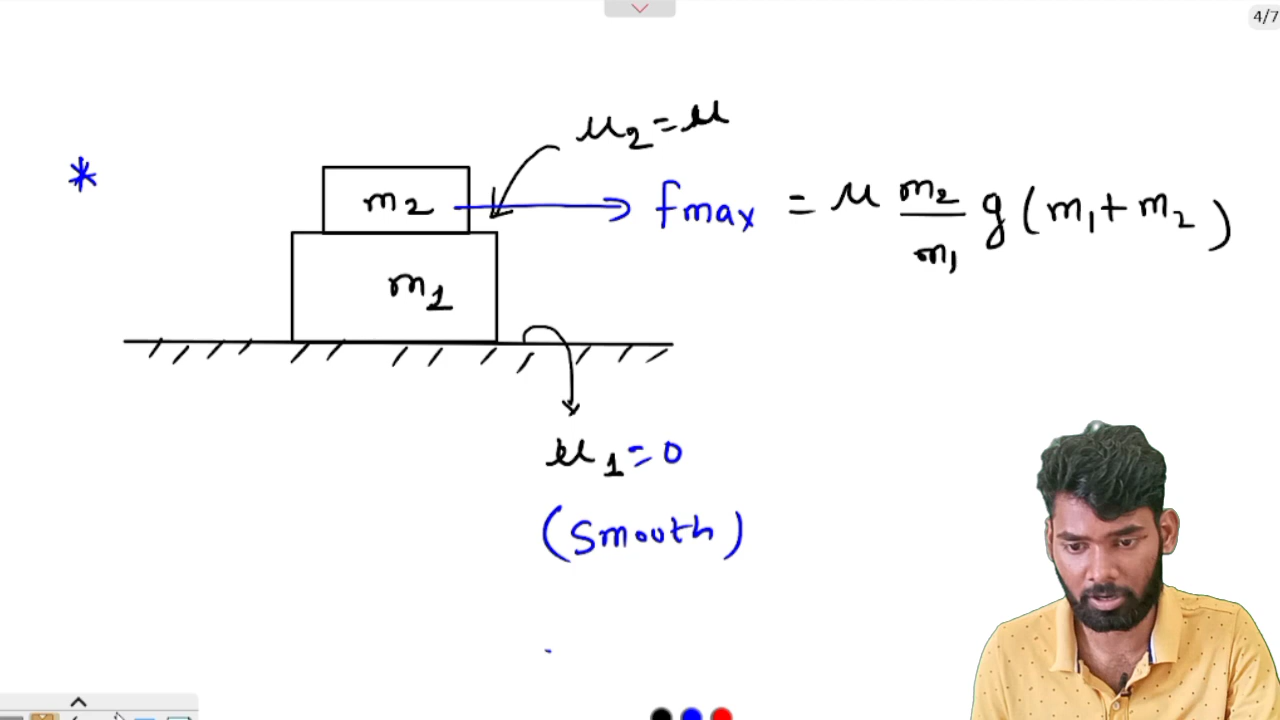 4/7
μ₂ = μ
*
m₂
fmax = μ m₂/m₁ g (m₁ + m₂)
m₁
μ₁ = 0
(Smooth)